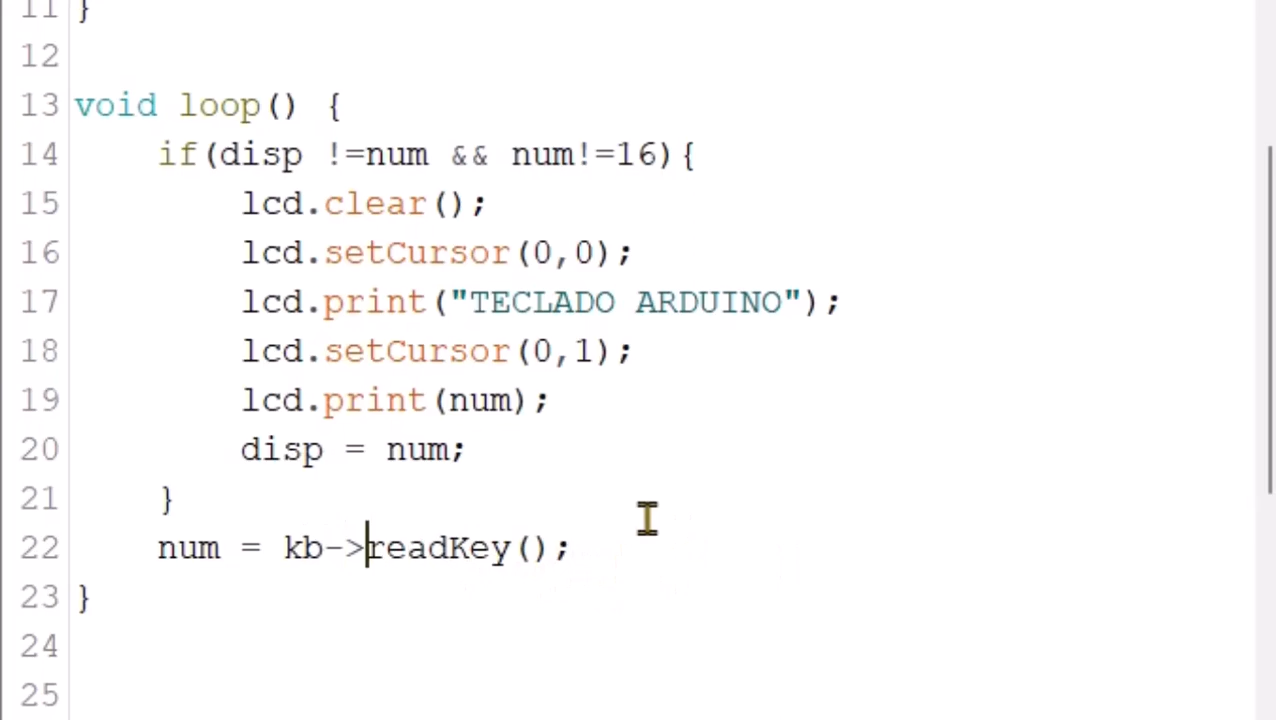 11 }
12
13 void loop() {
14 if(disp !=num && num!=16){
15 lcd.clear();
16 lcd.setCursor(0,0);
17 lcd.print("TECLADO ARDUINO");
18 lcd.setCursor(0,1);
19 lcd.print(num);
20 disp = num;
21 }
22 num = kb->readKey();
23 }
24
25